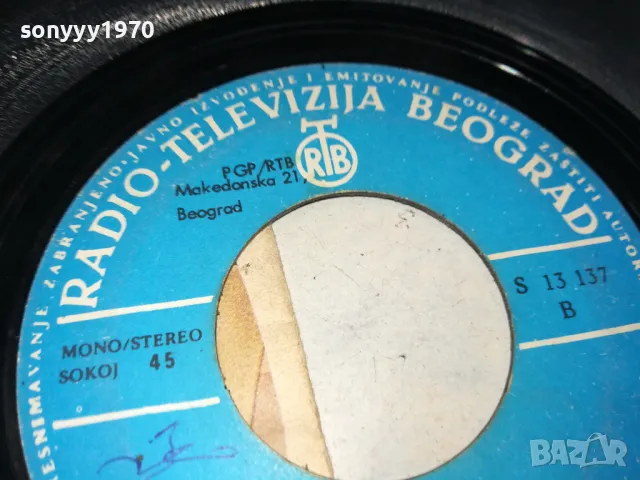 sonyyy1970
ESNIMAVANJE ZABRANJENO · JAVNO IZVOĐENJE I EMITOVANJE PODLEŽE ZAŠTITI AUTOR
RADIO-TELEVIZIJA BEOGRAD
RTB
PGP/RTB
Makedonska 21,
Beograd
S 13 137
B
MONO/STEREO
SOKOJ 45
BAZAR